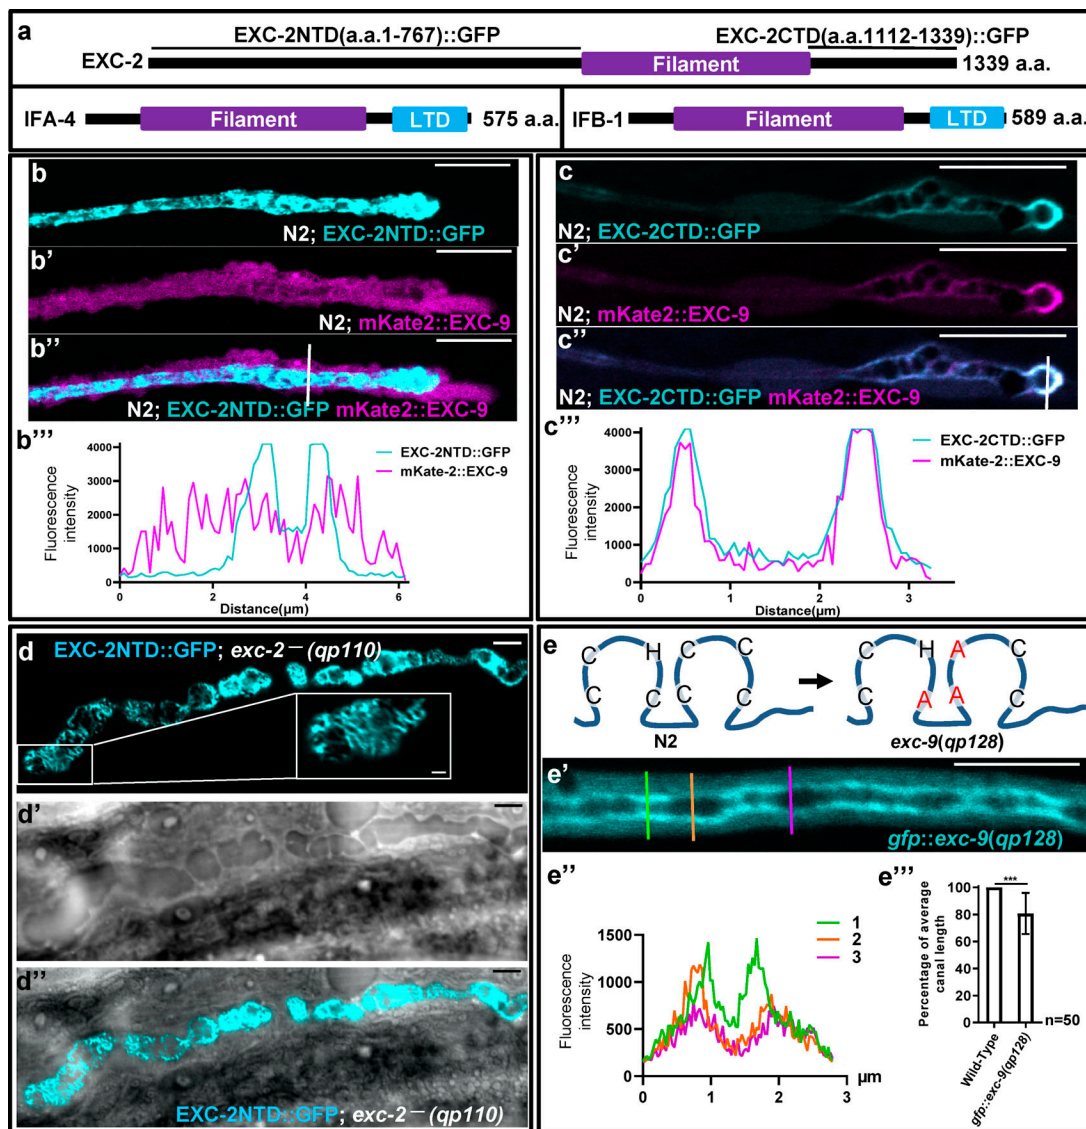 a
EXC-2NTD(a.a.1-767)::GFP
EXC-2CTD(a.a.1112-1339)::GFP
EXC-2
Filament
1339 a.a.
IFA-4
Filament
LTD
575 a.a.
IFB-1
Filament
LTD
589 a.a.
b
N2; EXC-2NTD::GFP
b'
N2; mKate2::EXC-9
b''
N2; EXC-2NTD::GFP mKate2::EXC-9
b'''
4000
3000
2000
1000
0
Fluorescence
intensity
EXC-2NTD::GFP
mKate-2::EXC-9
0 2 4 6
Distance(µm)
c
N2; EXC-2CTD::GFP
c'
N2; mKate2::EXC-9
c''
N2; EXC-2CTD::GFP mKate2::EXC-9
c'''
4000
3000
2000
1000
0
Fluorescence
intensity
EXC-2CTD::GFP
mKate-2::EXC-9
0 1 2 3
Distance(µm)
d
EXC-2NTD::GFP; exc-2—(qp110)
d'
d''
EXC-2NTD::GFP; exc-2—(qp110)
e
C H C C
C C C C
N2
C H A C
C A A C
exc-9(qp128)
e'
gfp::exc-9(qp128)
e''
1500
1000
500
0
Fluorescence
intensity
1
2
3
0 1 2 3
µm
e'''
100
80
60
40
20
0
Percentage of average
canal length
***
n=50
Wild-Type
gfp::exc-9(qp128)